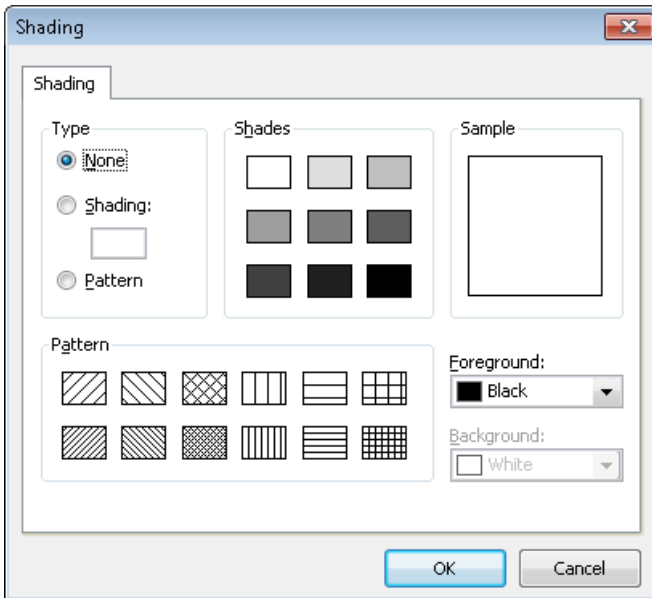 Shading
Shading
Type
None
Shading:
Pattern
Shades
Sample
Pattern
Foreground:
Black
Background:
White
OK
Cancel